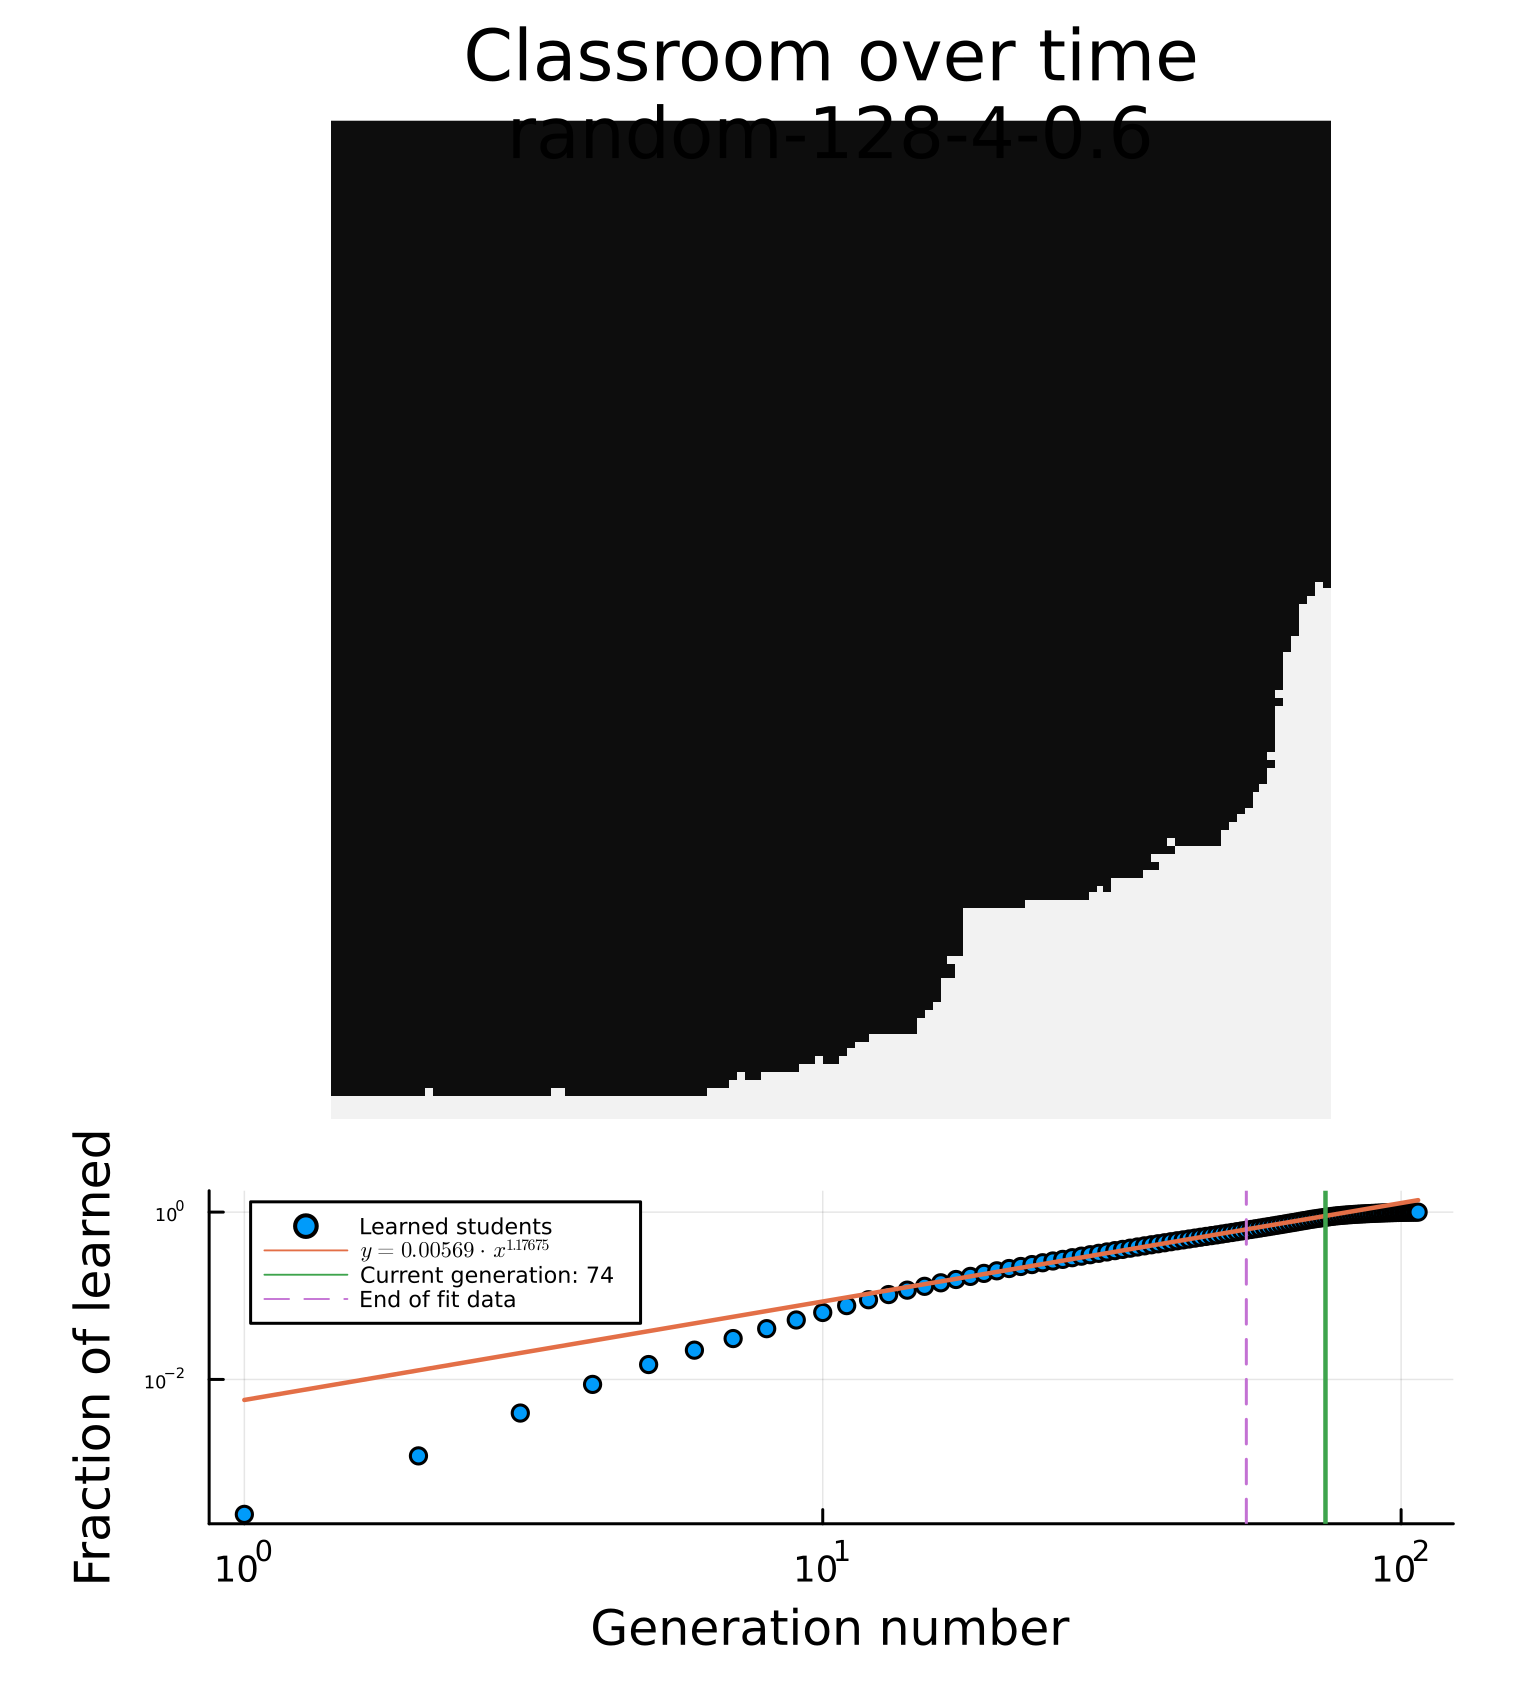 Classroom over time
random-128-4-0.6
Fraction of learned
10^0
10^−2
Learned students
y = 0.00569 · x^1.17675
Current generation: 74
End of fit data
10^0
10^1
10^2
Generation number